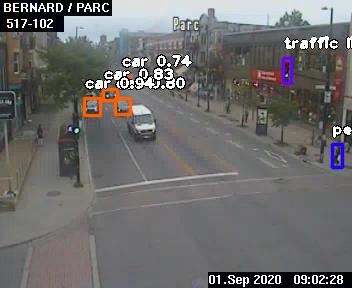 BERNARD / PARC
517-102
Parc
car 0.74
car 0.83
car 0.94
0.80
traffic
pe
01.Sep 2020 09:02:28